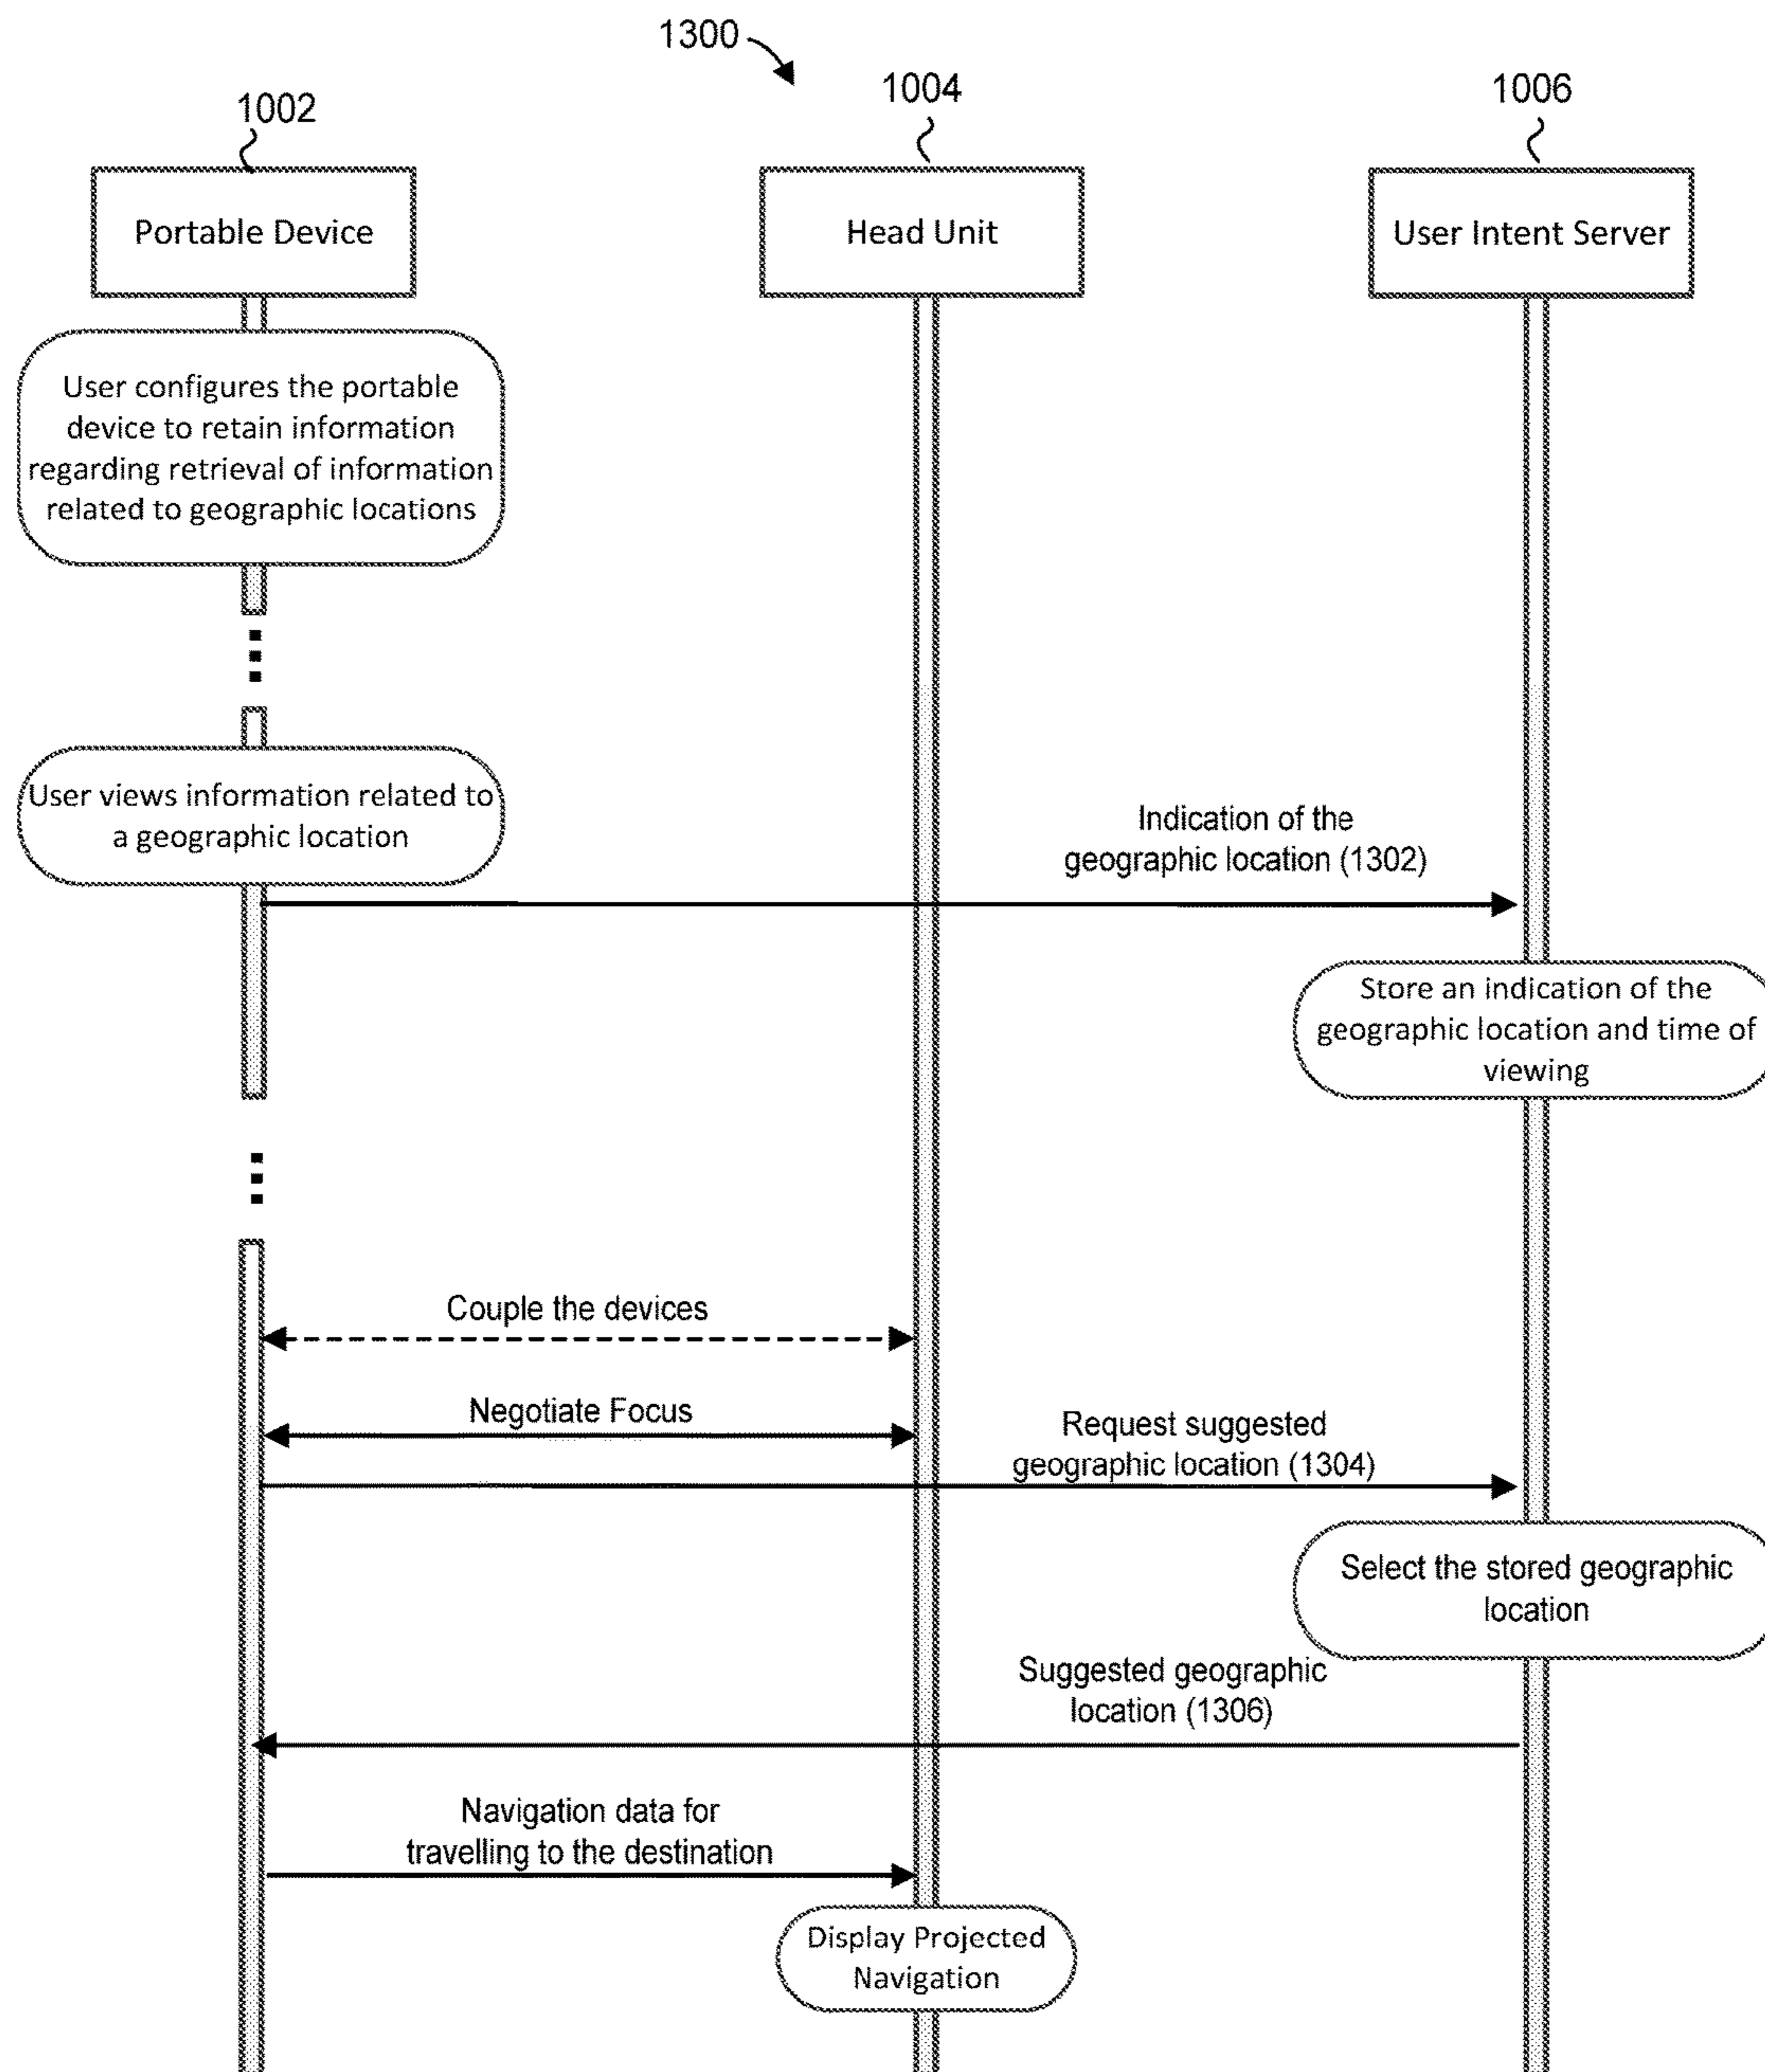 1300
1002
1004
1006
Portable Device
Head Unit
User Intent Server
User configures the portable
device to retain information
regarding retrieval of information
related to geographic locations
User views information related to
a geographic location
Indication of the
geographic location (1302)
Store an indication of the
geographic location and time of
viewing
Couple the devices
Negotiate Focus
Request suggested
geographic location (1304)
Select the stored geographic
location
Suggested geographic
location (1306)
Navigation data for
travelling to the destination
Display Projected
Navigation